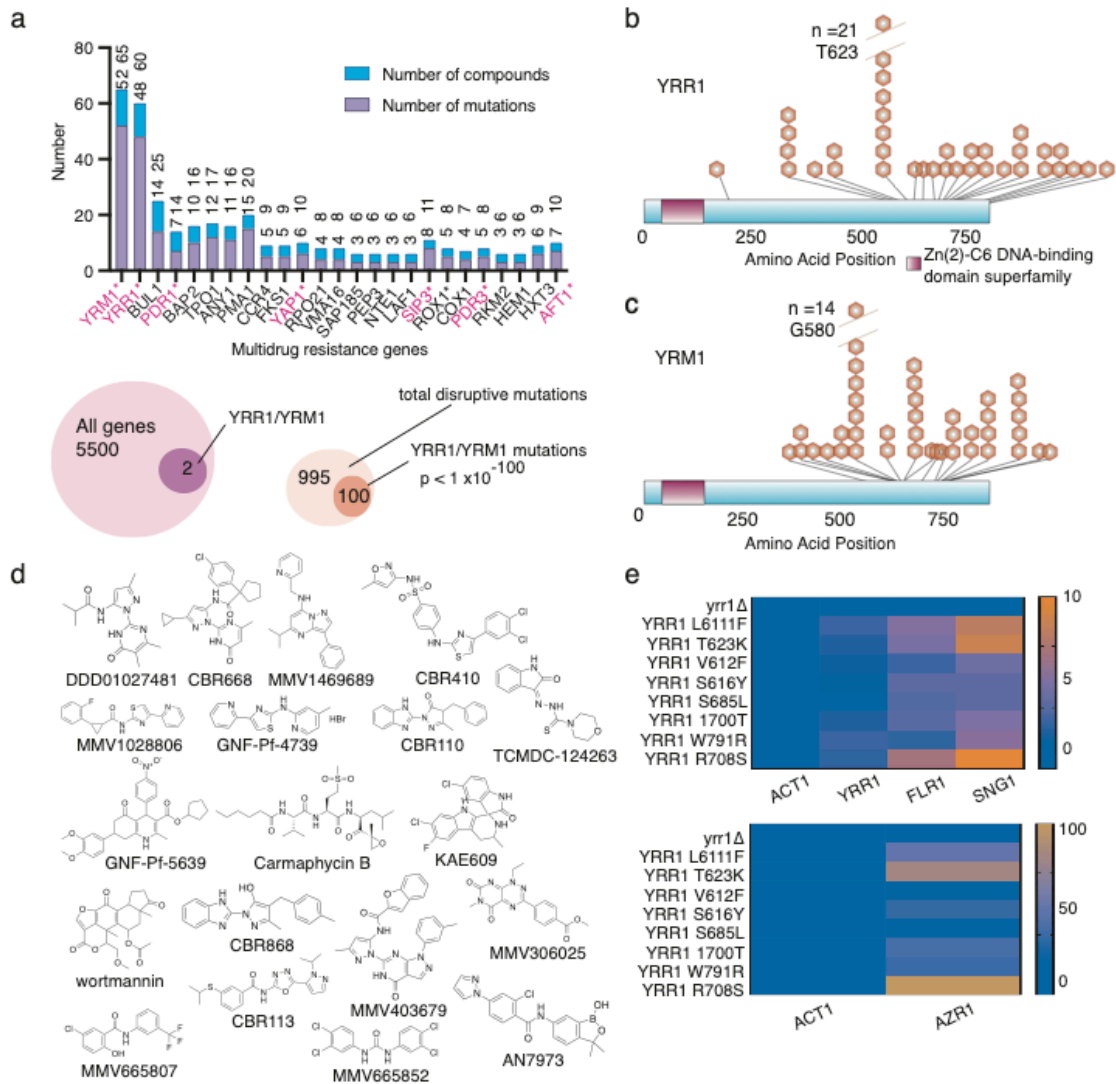 a
80
60
40
20
0
Number
52 65
48 60
14 25
7 14
10 16
12 17
11 16
15 20
5 9
5 9
6 10
4 8
4 8
3 6
3 6
3 6
3 6
8 11
5 8
4 7
5 8
3 6
3 6
6 9
7 10
Number of compounds
Number of mutations
YRM1*
YRR1*
BUL1
PDR1*
BAP2
TPO1
ANY1
PMA1
CCR4
FKS1
YAP1*
RPO21
VMA16
SAP185
PEP3
NTE1
LAF1
SIP3*
ROX1*
COX1
PDR3*
RKM2
HEM1
HXT3
AFT1*
Multidrug resistance genes
All genes
5500
2
YRR1/YRM1
total disruptive mutations
995
100
YRR1/YRM1 mutations
p < 1 x10-100
b
n =21
T623
YRR1
0
250
500
750
Amino Acid Position
Zn(2)-C6 DNA-binding
domain superfamily
c
n =14
G580
YRM1
0
250
500
750
Amino Acid Position
d
DDD01027481
CBR668
MMV1469689
CBR410
MMV1028806
GNF-Pf-4739
HBr
CBR110
TCMDC-124263
GNF-Pf-5639
Carmaphycin B
KAE609
wortmannin
CBR868
MMV403679
MMV306025
CBR113
MMV665807
MMV665852
AN7973
e
yrr1Δ
YRR1 L6111F
YRR1 T623K
YRR1 V612F
YRR1 S616Y
YRR1 S685L
YRR1 1700T
YRR1 W791R
YRR1 R708S
ACT1
YRR1
FLR1
SNG1
10
5
0
yrr1Δ
YRR1 L6111F
YRR1 T623K
YRR1 V612F
YRR1 S616Y
YRR1 S685L
YRR1 1700T
YRR1 W791R
YRR1 R708S
ACT1
AZR1
100
50
0